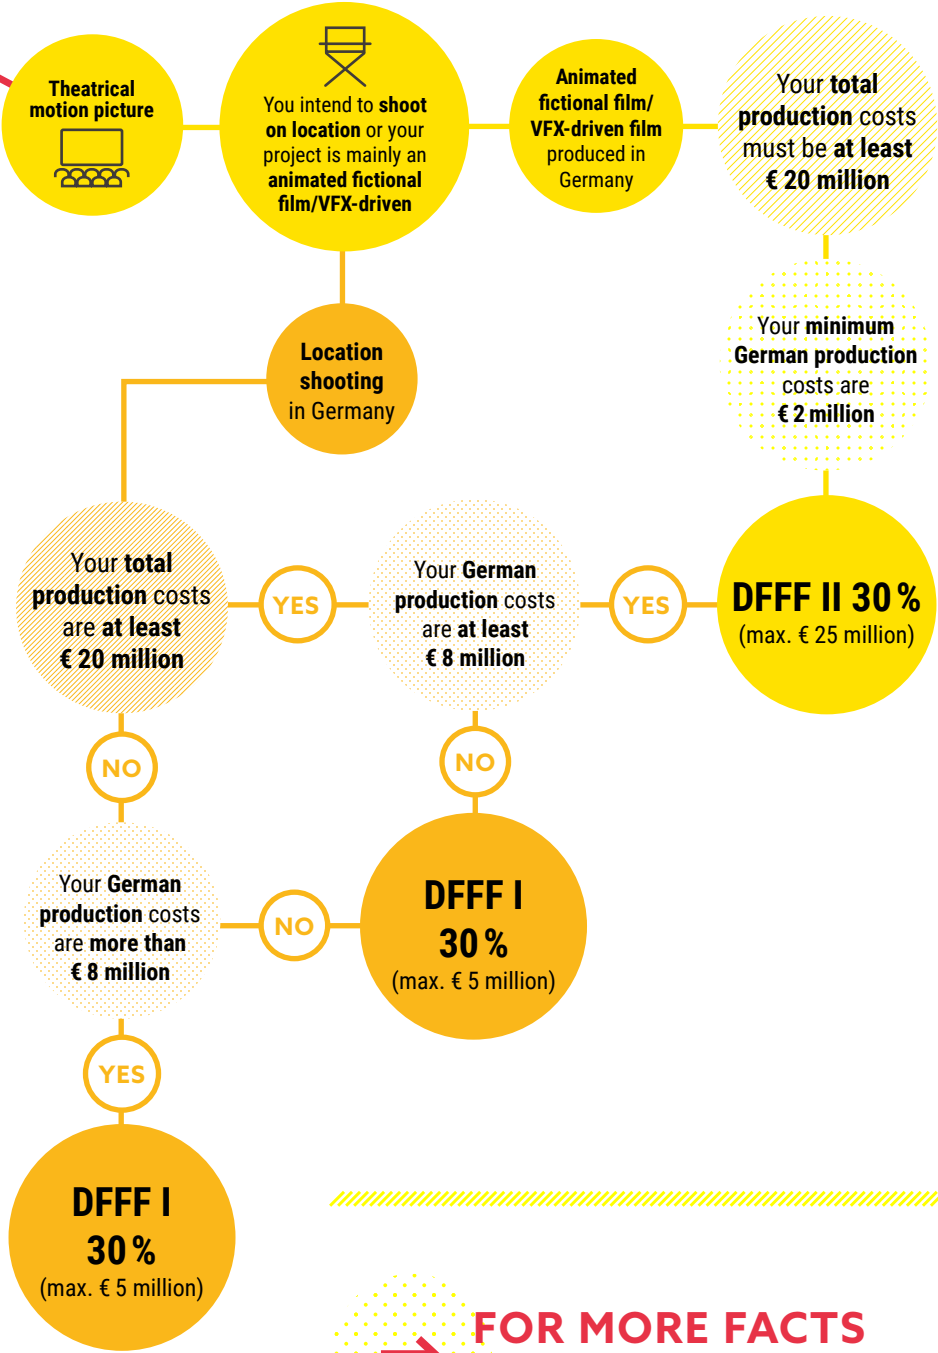 Theatrical
motion picture
You intend to shoot
on location or your
project is mainly an
animated fictional
film/VFX-driven
Animated
fictional film/
VFX-driven film
produced in
Germany
Your total
production costs
must be at least
€ 20 million
Your minimum
German production
costs are
€ 2 million
Location
shooting
in Germany
Your total
production costs
are at least
€ 20 million
YES
Your German
production costs
are at least
€ 8 million
YES
DFFF II 30 %
(max. € 25 million)
NO
NO
Your German
production costs
are more than
€ 8 million
NO
DFFF I
30 %
(max. € 5 million)
YES
DFFF I
30 %
(max. € 5 million)
FOR MORE FACTS